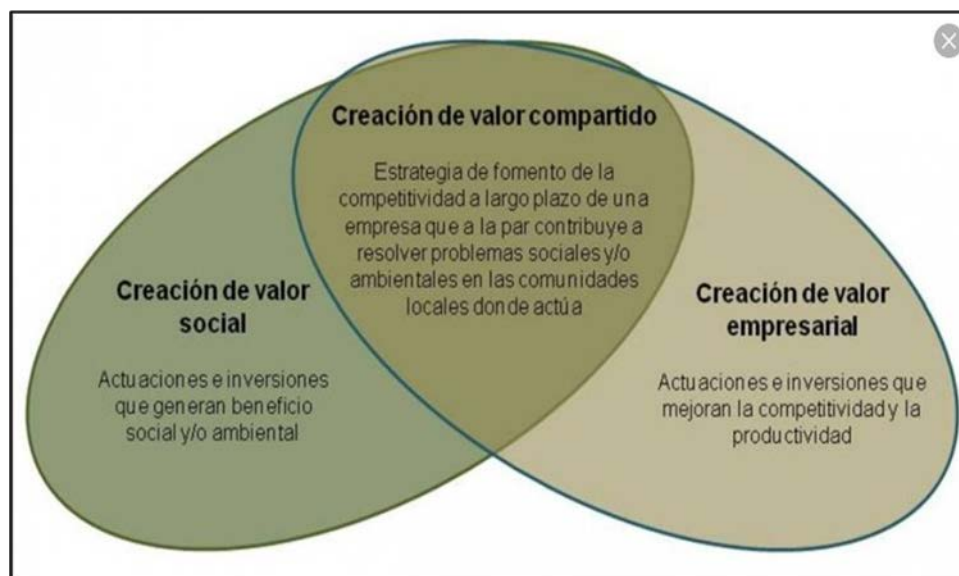 Creación de valor compartido
Estrategia de fomento de la
competitividad a largo plazo de una
empresa que a la par contribuye a
resolver problemas sociales y/o
ambientales en las comunidades
locales donde actúa
Creación de valor
social
Actuaciones e inversiones
que generan beneficio
social y/o ambiental
Creación de valor
empresarial
Actuaciones e inversiones que
mejoran la competitividad y la
productividad